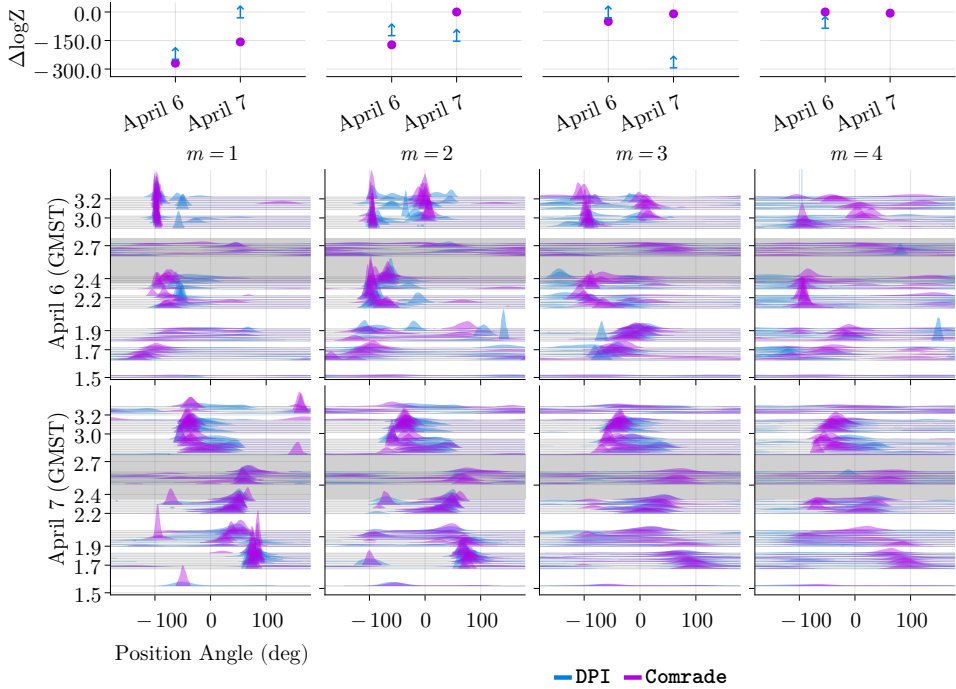 ΔlogZ
0.0
−150.0
−300.0
April 6 April 7 April 6 April 7 April 6 April 7 April 6 April 7
m = 1 m = 2 m = 3 m = 4
April 6 (GMST)
3.2
3.0
2.7
2.4
2.2
1.9
1.7
1.5
April 7 (GMST)
3.2
3.0
2.7
2.4
2.2
1.9
1.7
1.5
−100 0 100 −100 0 100 −100 0 100 −100 0 100
Position Angle (deg)
DPI Comrade